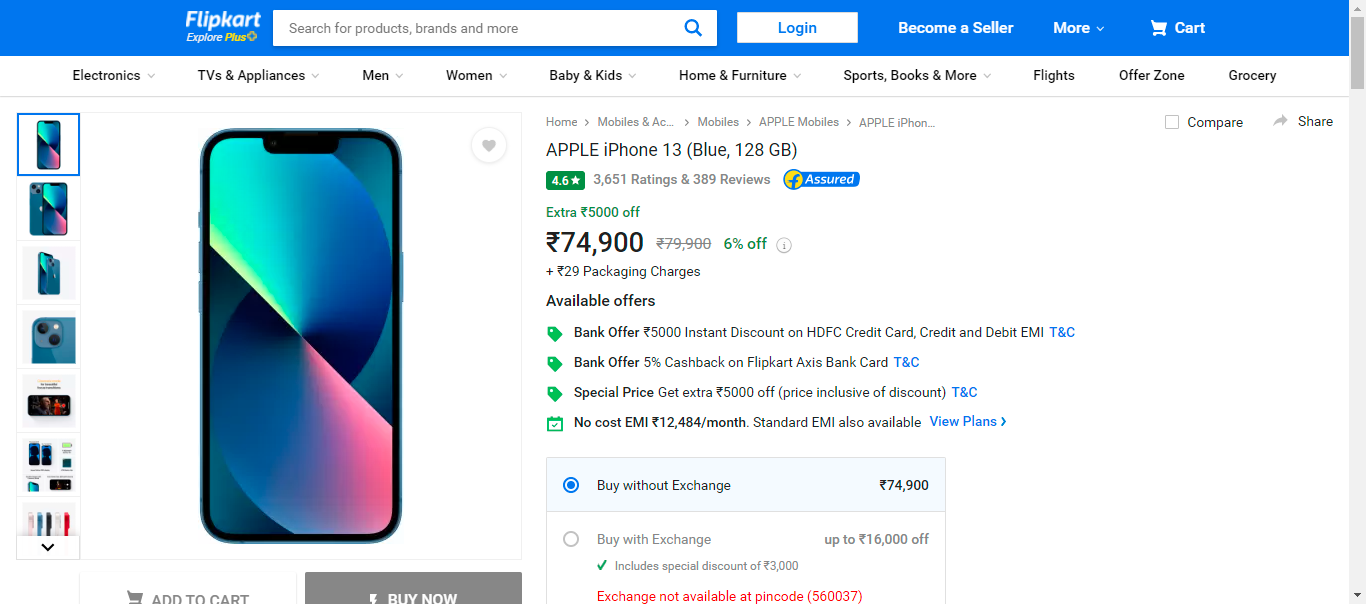 Flipkart
Explore Plus
Search for products, brands and more
Login
Become a Seller
More
Cart
Electronics
TVs & Appliances
Men
Women
Baby & Kids
Home & Furniture
Sports, Books & More
Flights
Offer Zone
Grocery
Home
Mobiles & Ac...
Mobiles
APPLE Mobiles
APPLE iPhon...
Compare
Share
APPLE iPhone 13 (Blue, 128 GB)
4.6★ 3,651 Ratings & 389 Reviews Assured
Extra ₹5000 off
₹74,900 ₹79,900 6% off
+ ₹29 Packaging Charges
Available offers
Bank Offer ₹5000 Instant Discount on HDFC Credit Card, Credit and Debit EMI T&C
Bank Offer 5% Cashback on Flipkart Axis Bank Card T&C
Special Price Get extra ₹5000 off (price inclusive of discount) T&C
No cost EMI ₹12,484/month. Standard EMI also available View Plans
Buy without Exchange ₹74,900
Buy with Exchange up to ₹16,000 off
Includes special discount of ₹3,000
Exchange not available at pincode (560037)
ADD TO CART
BUY NOW